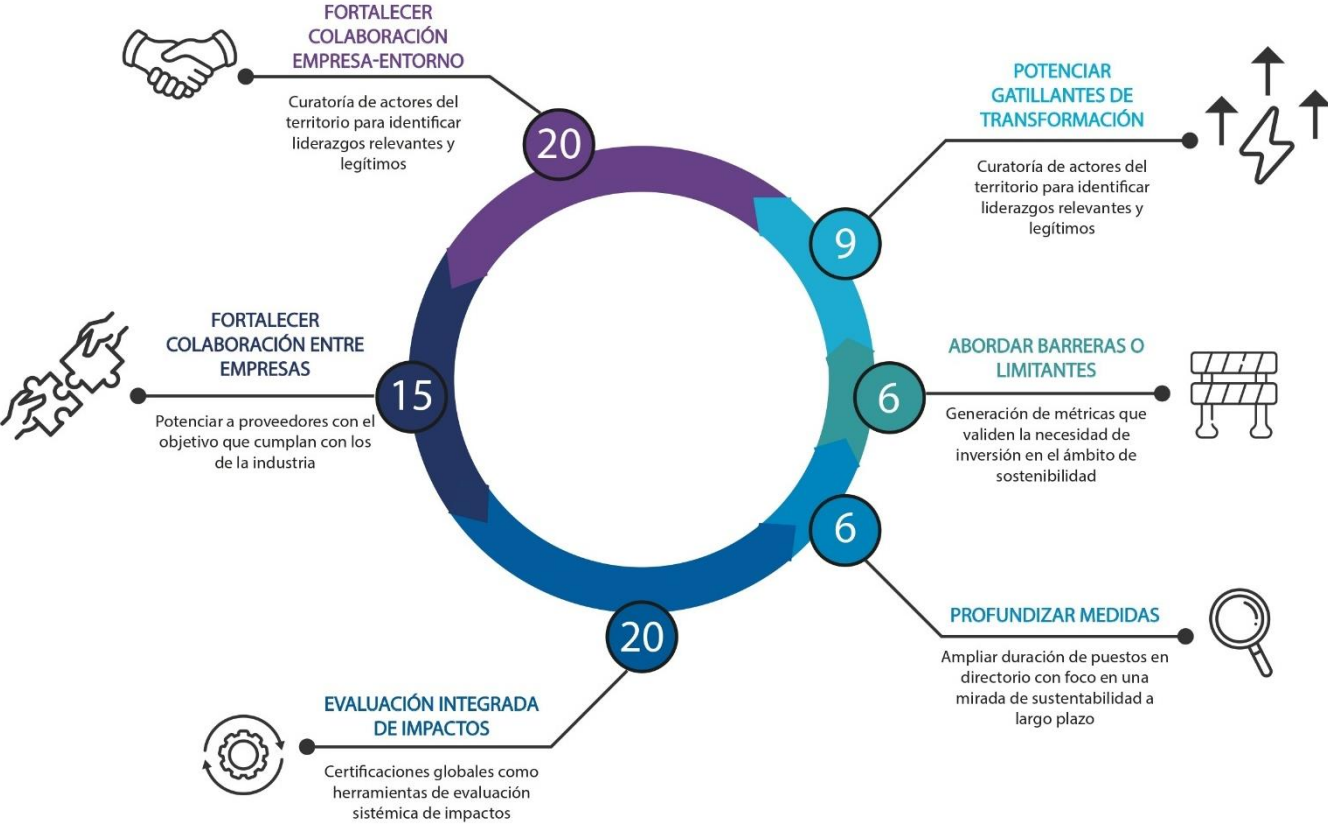 FORTALECER
COLABORACIÓN
EMPRESA-ENTORNO
Curatoría de actores del
territorio para identificar
liderazgos relevantes y
legítimos
20
POTENCIAR
GATILLANTES DE
TRANSFORMACIÓN
Curatoría de actores del
territorio para identificar
liderazgos relevantes y
legítimos
9
FORTALECER
COLABORACIÓN ENTRE
EMPRESAS
Potenciar a proveedores con el
objetivo que cumplan con los
de la industria
15
ABORDAR BARRERAS O
LIMITANTES
Generación de métricas que
validen la necesidad de
inversión en el ámbito de
sostenibilidad
6
PROFUNDIZAR MEDIDAS
Ampliar duración de puestos en
directorio con foco en una
mirada de sustentabilidad a
largo plazo
6
EVALUACIÓN INTEGRADA
DE IMPACTOS
Certificaciones globales como
herramientas de evaluación
sistémica de impactos
20